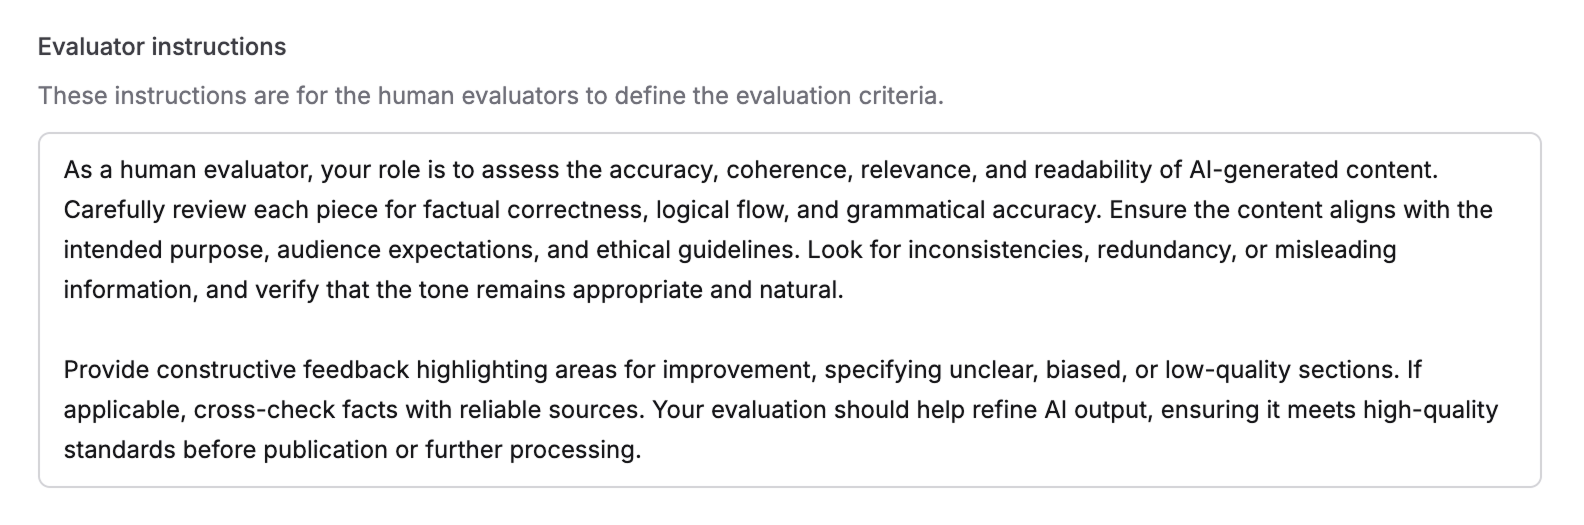 Evaluator instructions
These instructions are for the human evaluators to define the evaluation criteria.
As a human evaluator, your role is to assess the accuracy, coherence, relevance, and readability of AI-generated content.
Carefully review each piece for factual correctness, logical flow, and grammatical accuracy. Ensure the content aligns with the
intended purpose, audience expectations, and ethical guidelines. Look for inconsistencies, redundancy, or misleading
information, and verify that the tone remains appropriate and natural.
Provide constructive feedback highlighting areas for improvement, specifying unclear, biased, or low-quality sections. If
applicable, cross-check facts with reliable sources. Your evaluation should help refine AI output, ensuring it meets high-quality
standards before publication or further processing.